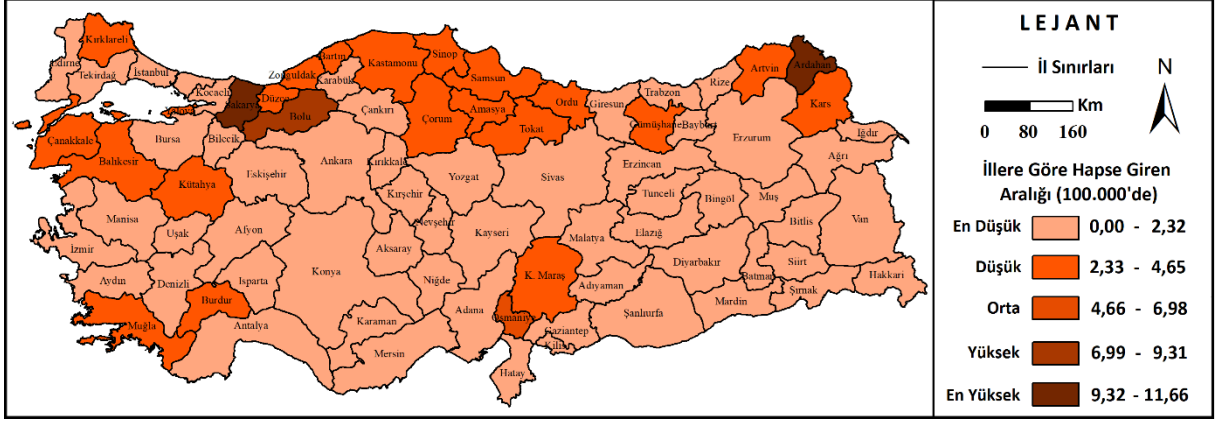 LEJANT
İl Sınırları
N
Km
0 80 160
İllere Göre Hapse Giren
Aralığı (100.000'de)
En Düşük 0,00 - 2,32
Düşük 2,33 - 4,65
Orta 4,66 - 6,98
Yüksek 6,99 - 9,31
En Yüksek 9,32 - 11,66
Kırklareli
Edirne
Tekirdağ
İstanbul
Kocaeli
Yalova
Sakarya
Düzce
Bolu
Zonguldak
Bartın
Karabük
Kastamonu
Çankırı
Sinop
Samsun
Çorum
Amasya
Tokat
Ordu
Giresun
Trabzon
Gümüşhane
Bayburt
Rize
Artvin
Ardahan
Kars
Iğdır
Ağrı
Erzurum
Erzincan
Çanakkale
Balıkesir
Bursa
Bilecik
Kütahya
Eskişehir
Ankara
Kırıkkale
Kırşehir
Yozgat
Sivas
Tunceli
Bingöl
Muş
Bitlis
Van
Manisa
Uşak
Afyon
İzmir
Aydın
Denizli
Isparta
Burdur
Muğla
Antalya
Konya
Aksaray
Nevşehir
Kayseri
Niğde
Karaman
Mersin
Adana
K. Maraş
Osmaniye
Gaziantep
Kilis
Hatay
Malatya
Elazığ
Adıyaman
Diyarbakır
Şanlıurfa
Mardin
Batman
Siirt
Şırnak
Hakkari